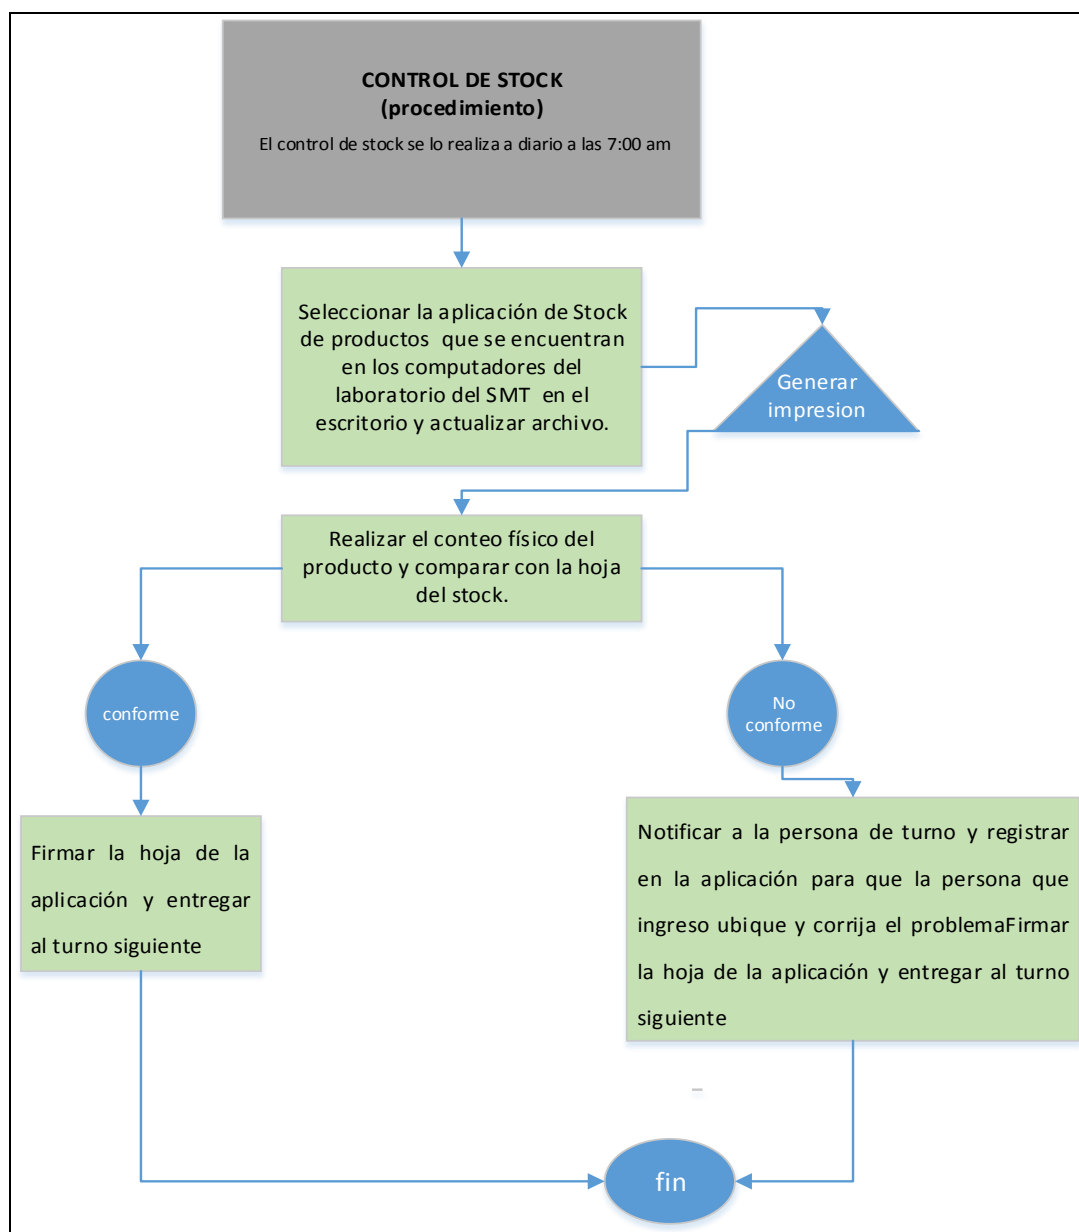 CONTROL DE STOCK
(procedimiento)
El control de stock se lo realiza a diario a las 7:00 am
Seleccionar la aplicación de Stock
de productos que se encuentran
en los computadores del
laboratorio del SMT en el
escritorio y actualizar archivo.
Generar
impresion
Realizar el conteo físico del
producto y comparar con la hoja
del stock.
conforme
No
conforme
Firmar la hoja de la
aplicación y entregar
al turno siguiente
Notificar a la persona de turno y registrar
en la aplicación para que la persona que
ingreso ubique y corrija el problemaFirmar
la hoja de la aplicación y entregar al turno
siguiente
fin